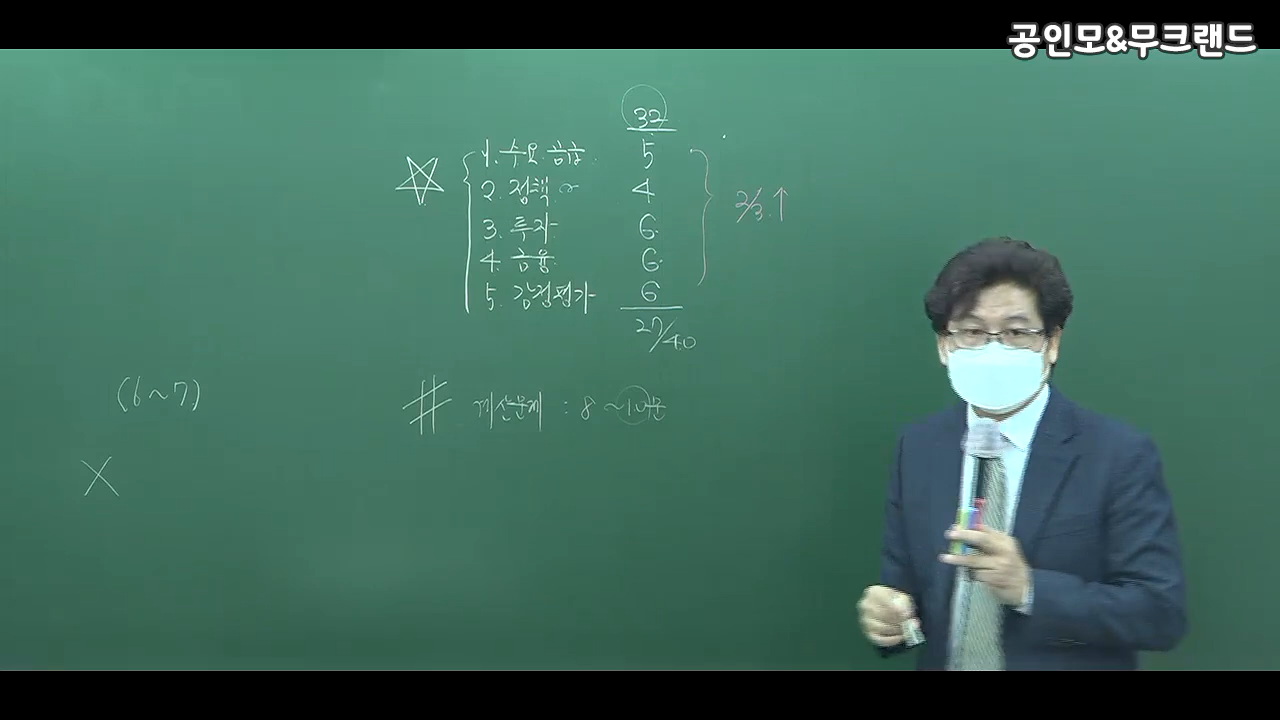 공인모&무크랜드
32
1. 수요 공급 5
2. 정책 4
3. 투자 6
4. 금융 6
5. 감정평가 6
2/3 ↑
27/40
(6~7)
# 계산문제 : 8~10문
X